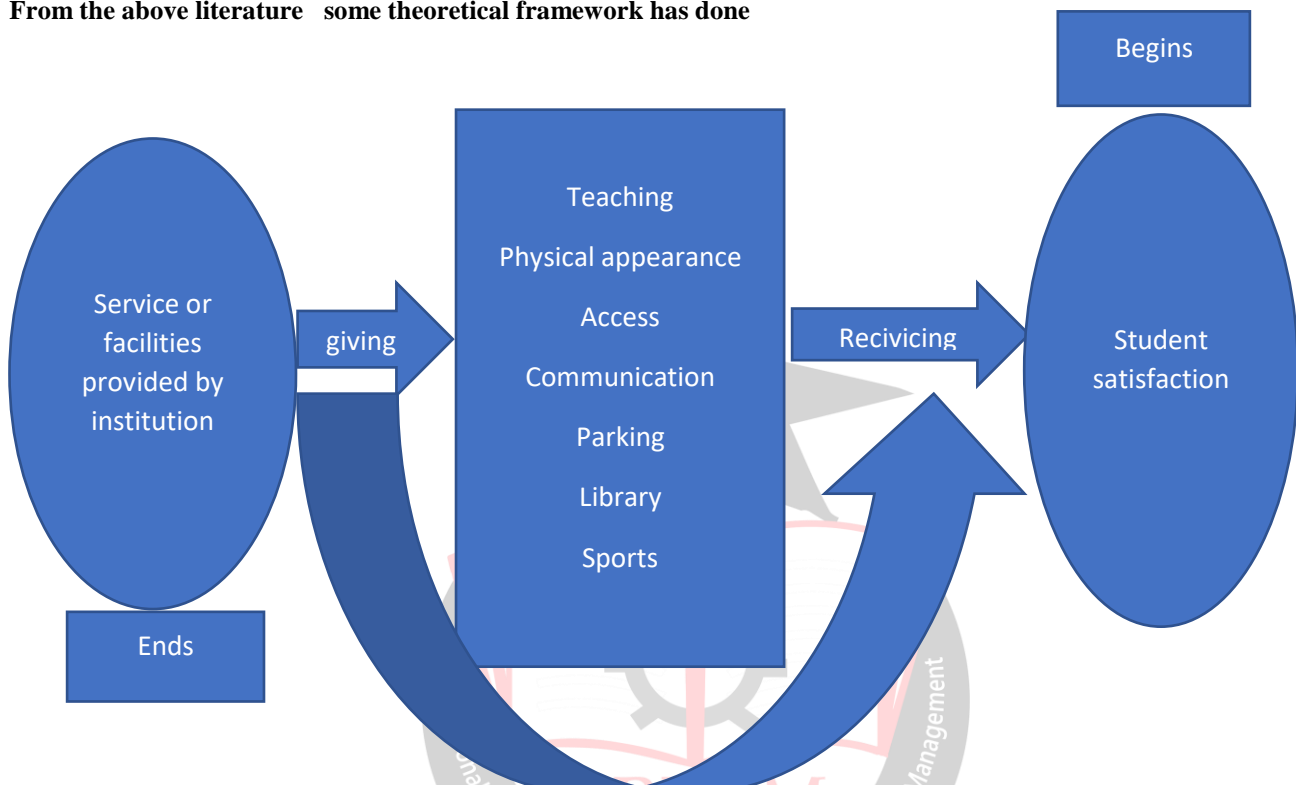 From the above literature some theoretical framework has done
Begins
Teaching
Physical appearance
Access
Communication
Parking
Library
Sports
Service or
facilities
provided by
institution
giving
Recivicing
Student
satisfaction
Ends
Management